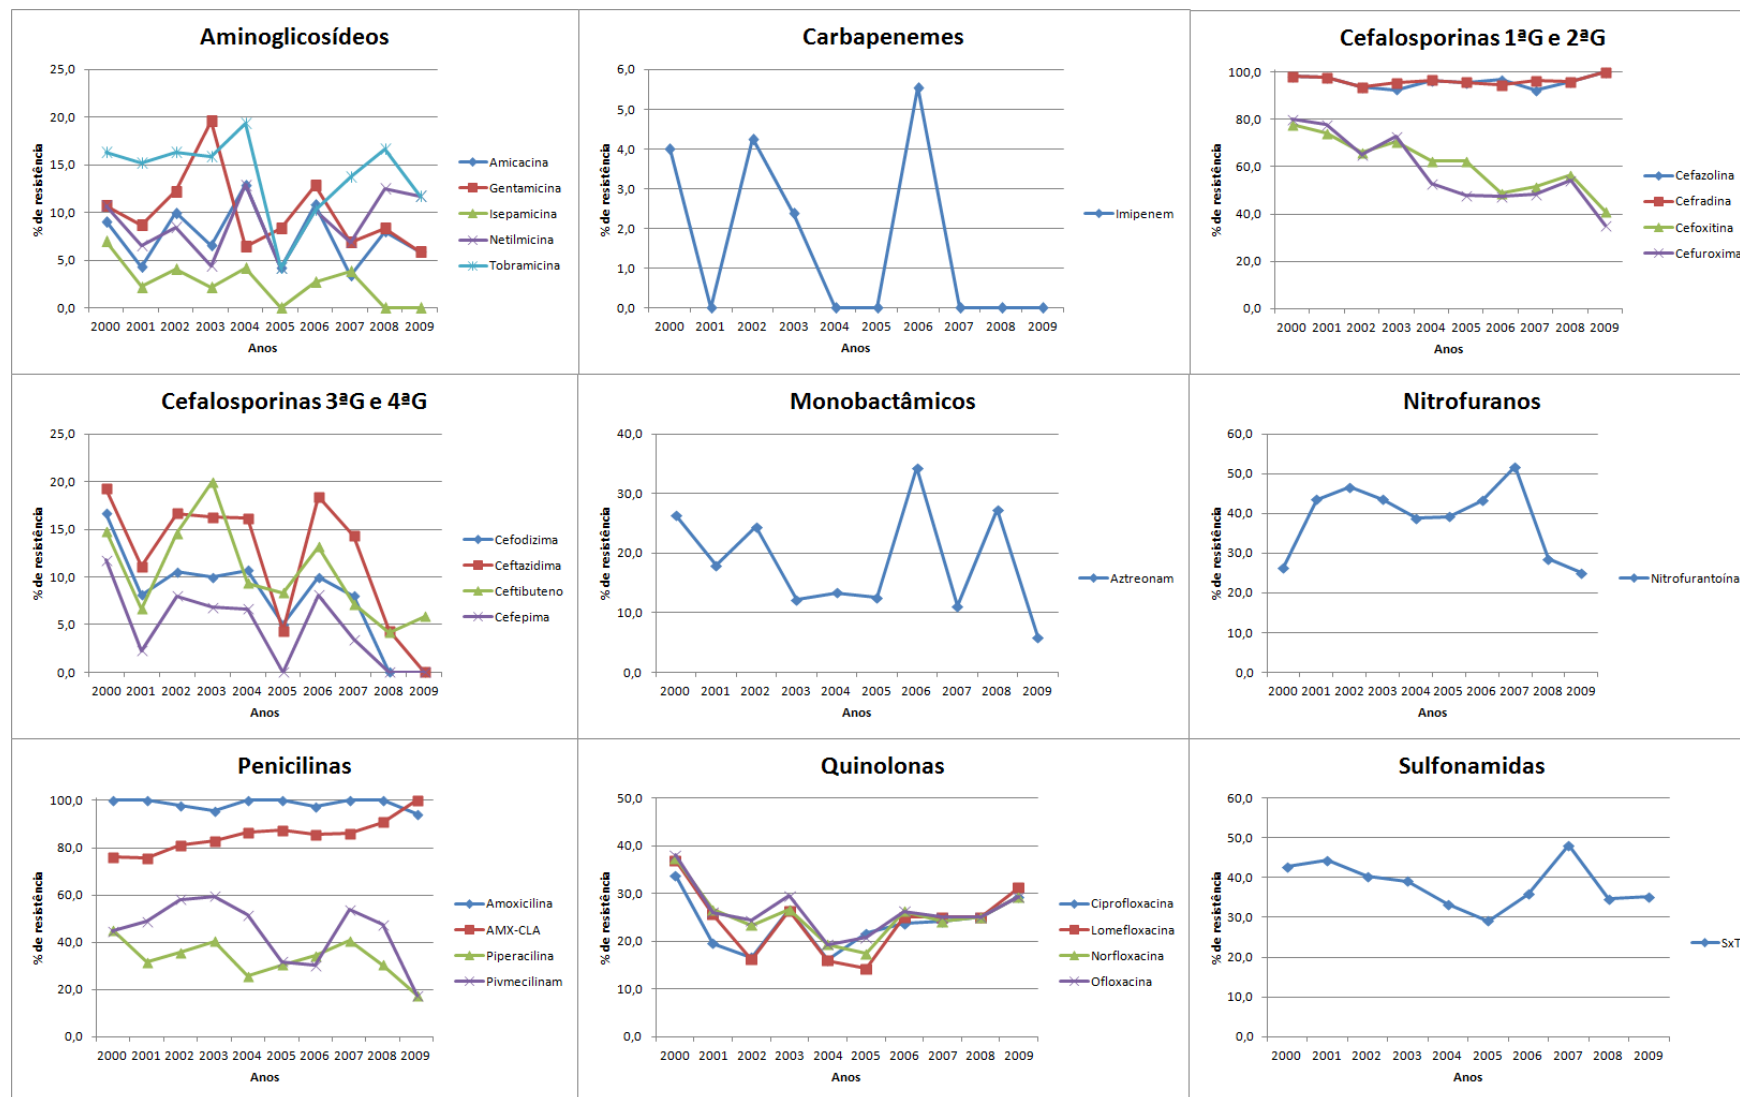 Aminoglicosídeos
% de resistência
25,0
20,0
15,0
10,0
5,0
0,0
2000 2001 2002 2003 2004 2005 2006 2007 2008 2009
Anos
Amicacina
Gentamicina
Isepamicina
Netilmicina
Tobramicina
Carbapenemes
% de resistência
6,0
5,0
4,0
3,0
2,0
1,0
0,0
2000 2001 2002 2003 2004 2005 2006 2007 2008 2009
Anos
Imipenem
Cefalosporinas 1ªG e 2ªG
% de resistência
100,0
80,0
60,0
40,0
20,0
0,0
2000 2001 2002 2003 2004 2005 2006 2007 2008 2009
Anos
Cefazolina
Cefradina
Cefoxitina
Cefuroxima
Cefalosporinas 3ªG e 4ªG
% de resistência
25,0
20,0
15,0
10,0
5,0
0,0
2000 2001 2002 2003 2004 2005 2006 2007 2008 2009
Anos
Cefodizima
Ceftazidima
Ceftibuteno
Cefepima
Monobactâmicos
% de resistência
40,0
30,0
20,0
10,0
0,0
2000 2001 2002 2003 2004 2005 2006 2007 2008 2009
Anos
Aztreonam
Nitrofuranos
% de resistência
60,0
50,0
40,0
30,0
20,0
10,0
0,0
2000 2001 2002 2003 2004 2005 2006 2007 2008 2009
Anos
Nitrofurantoína
Penicilinas
% de resistência
100,0
80,0
60,0
40,0
20,0
0,0
2000 2001 2002 2003 2004 2005 2006 2007 2008 2009
Anos
Amoxicilina
AMX-CLA
Piperacilina
Pivmecilinam
Quinolonas
% de resistência
50,0
40,0
30,0
20,0
10,0
0,0
2000 2001 2002 2003 2004 2005 2006 2007 2008 2009
Anos
Ciprofloxacina
Lomefloxacina
Norfloxacina
Ofloxacina
Sulfonamidas
% de resistência
60,0
50,0
40,0
30,0
20,0
10,0
0,0
2000 2001 2002 2003 2004 2005 2006 2007 2008 2009
Anos
SxT